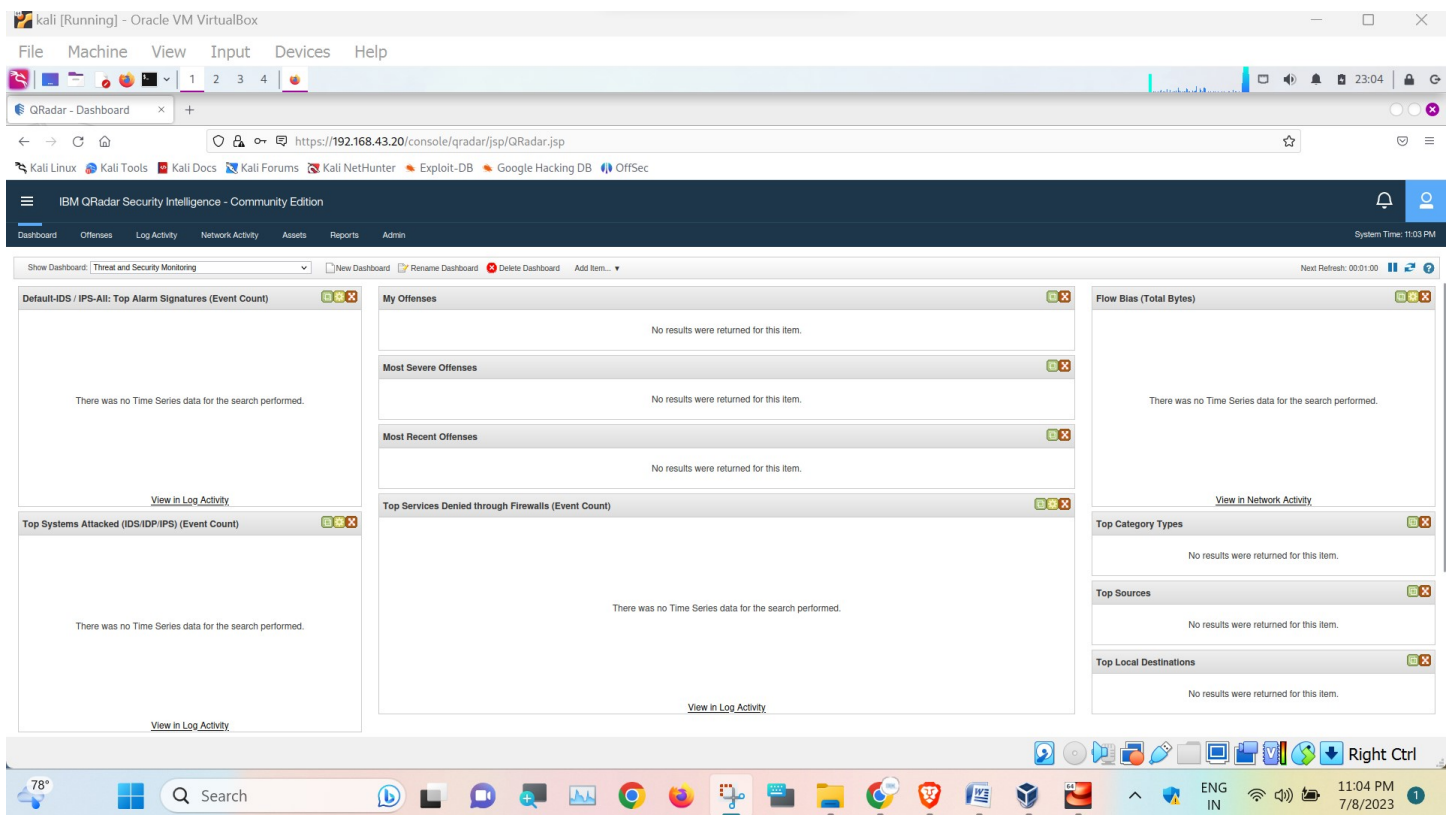 kali [Running] - Oracle VM VirtualBox
File Machine View Input Devices Help
1 2 3 4
23:04
QRadar - Dashboard
https://192.168.43.20/console/qradar/jsp/QRadar.jsp
Kali Linux Kali Tools Kali Docs Kali Forums Kali NetHunter Exploit-DB Google Hacking DB OffSec
IBM QRadar Security Intelligence - Community Edition
Dashboard Offenses Log Activity Network Activity Assets Reports Admin
System Time: 11:03 PM
Show Dashboard: Threat and Security Monitoring New Dashboard Rename Dashboard Delete Dashboard Add Item...
Next Refresh: 00:01:00
Default-IDS / IPS-All: Top Alarm Signatures (Event Count)
There was no Time Series data for the search performed.
View in Log Activity
Top Systems Attacked (IDS/IDP/IPS) (Event Count)
There was no Time Series data for the search performed.
View in Log Activity
My Offenses
No results were returned for this item.
Most Severe Offenses
No results were returned for this item.
Most Recent Offenses
No results were returned for this item.
Top Services Denied through Firewalls (Event Count)
There was no Time Series data for the search performed.
View in Log Activity
Flow Bias (Total Bytes)
There was no Time Series data for the search performed.
View in Network Activity
Top Category Types
No results were returned for this item.
Top Sources
No results were returned for this item.
Top Local Destinations
No results were returned for this item.
Right Ctrl
78°
Search
64
ENG
IN
11:04 PM
7/8/2023
1